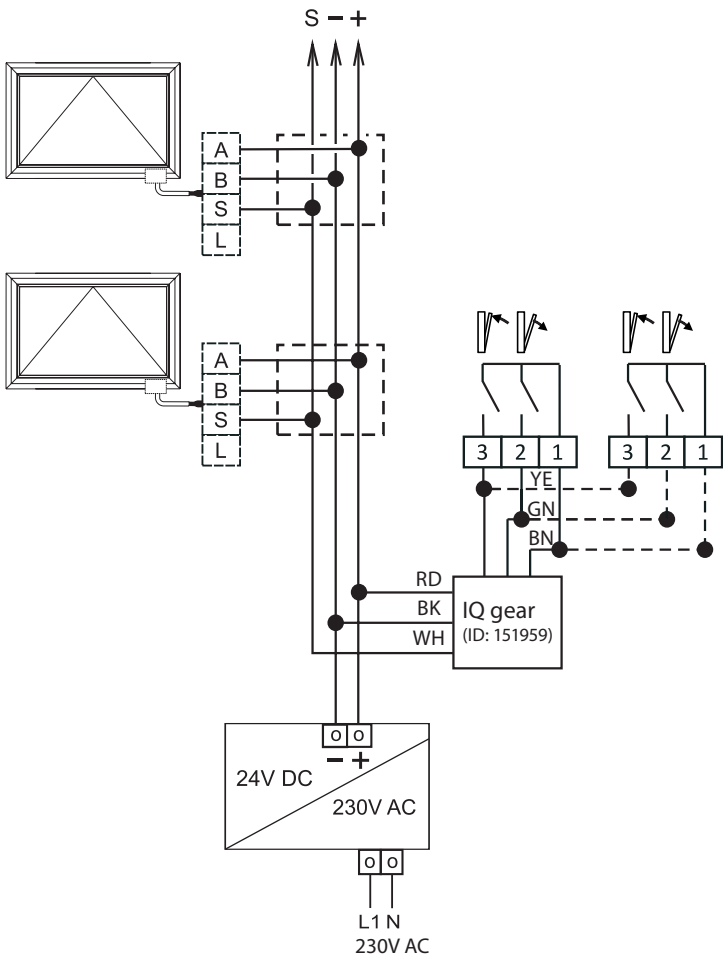 S − +
A
B
S
L
A
B
S
L
3 2 1
3 2 1
YE
GN
BN
RD
BK
WH
IQ gear
(ID: 151959)
o o
− +
24V DC
230V AC
o o
L1 N
230V AC